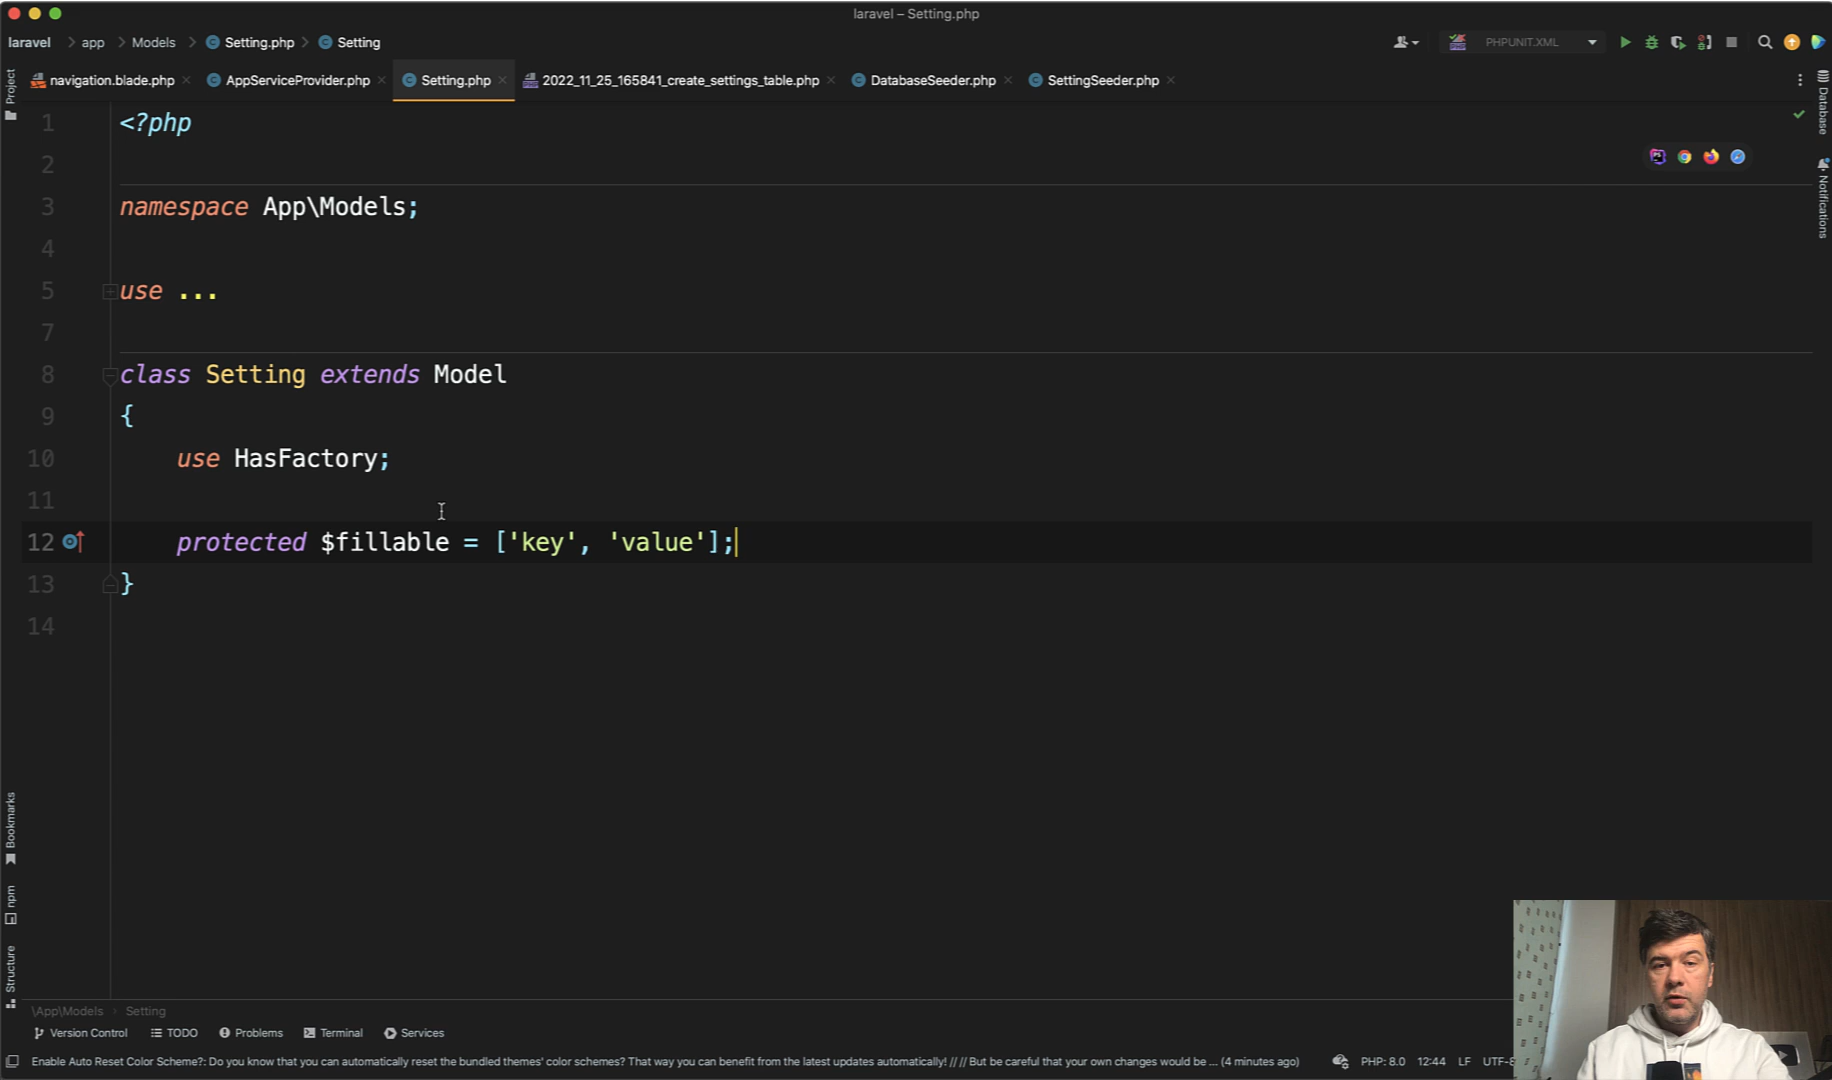 laravel – Setting.php
laravel > app > Models > Setting.php > Setting
PHPUNIT.XML
navigation.blade.php
AppServiceProvider.php
Setting.php
2022_11_25_165841_create_settings_table.php
DatabaseSeeder.php
SettingSeeder.php
Project
Database
Notifications
1 <?php
2
3 namespace App\Models;
4
5 use ...
7
8 class Setting extends Model
9 {
10 use HasFactory;
11
12 protected $fillable = ['key', 'value'];
13 }
14
Bookmarks
npm
Structure
\App\Models > Setting
Version Control TODO Problems Terminal Services
Enable Auto Reset Color Scheme?: Do you know that you can automatically reset the bundled themes' color schemes? That way you can benefit from the latest updates automatically! // // But be careful that your own changes would be ... (4 minutes ago) PHP: 8.0 12:44 LF UTF-8